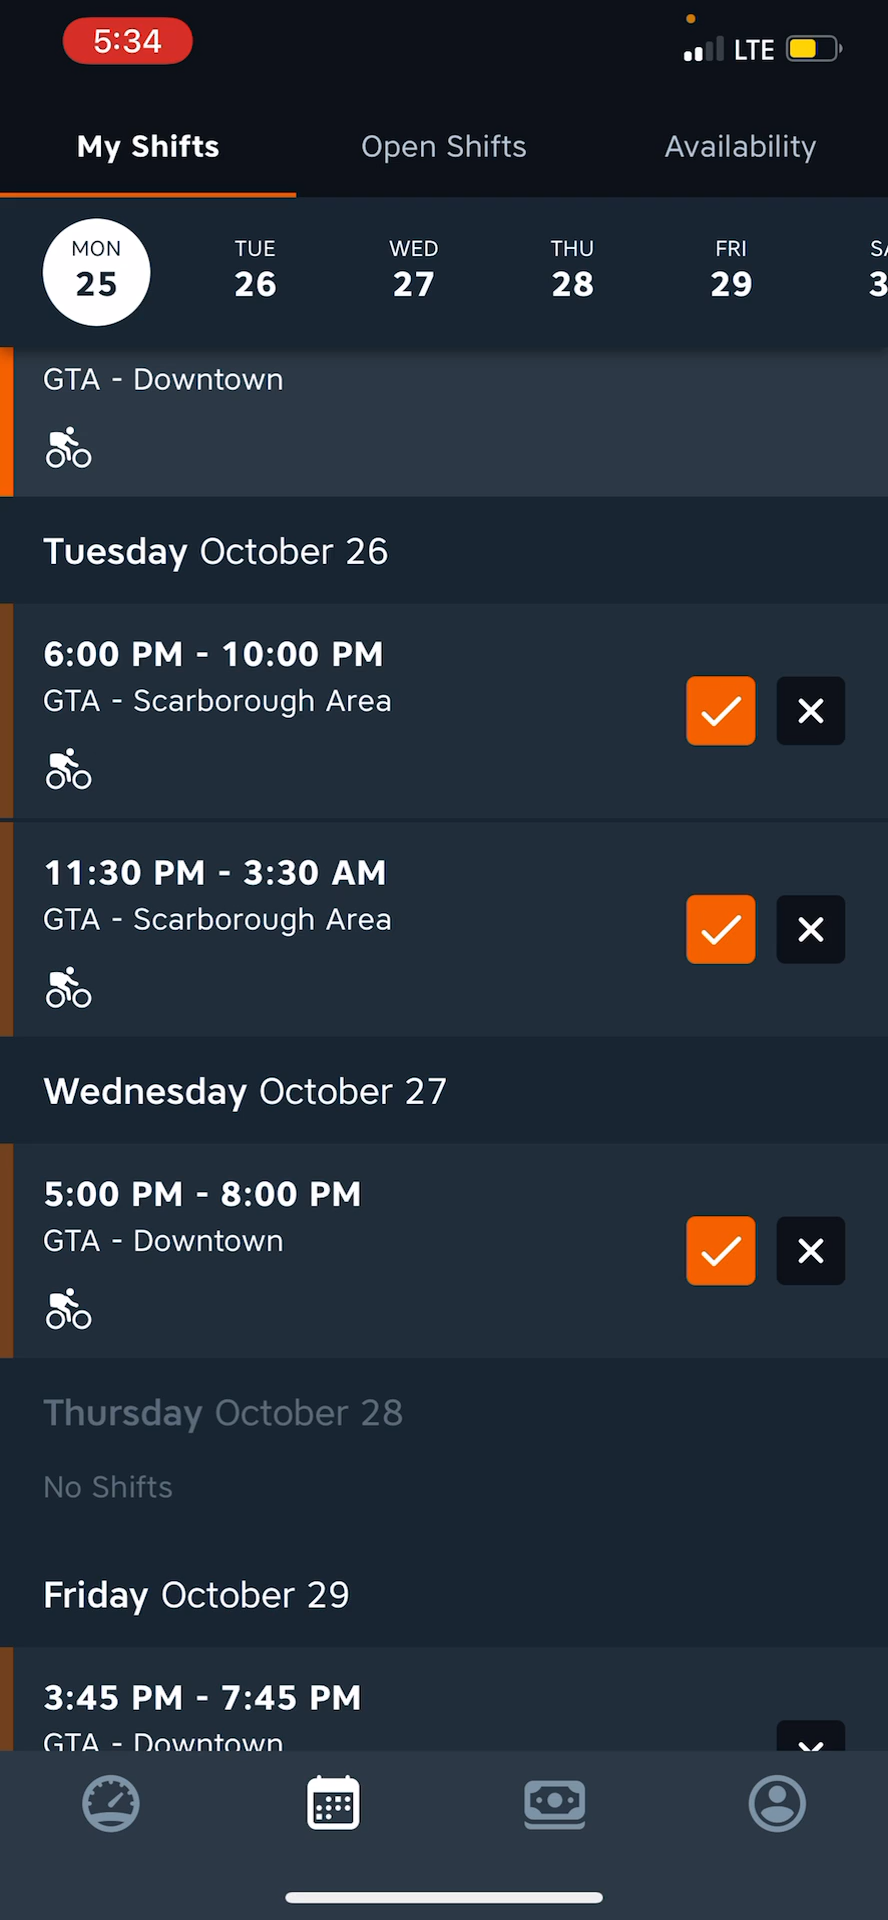 5:34
LTE
My Shifts
Open Shifts
Availability
MON
25
TUE
26
WED
27
THU
28
FRI
29
SA
3
GTA - Downtown
Tuesday October 26
6:00 PM - 10:00 PM
GTA - Scarborough Area
11:30 PM - 3:30 AM
GTA - Scarborough Area
Wednesday October 27
5:00 PM - 8:00 PM
GTA - Downtown
Thursday October 28
No Shifts
Friday October 29
3:45 PM - 7:45 PM
GTA - Downtown